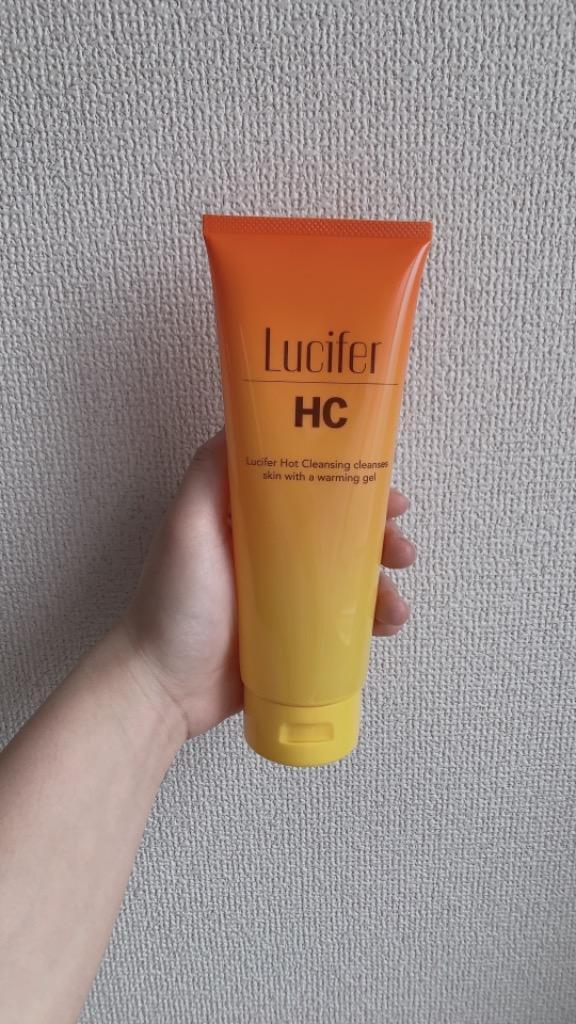 Lucifer
HC
Lucifer Hot Cleansing cleanses
skin with a warming gel